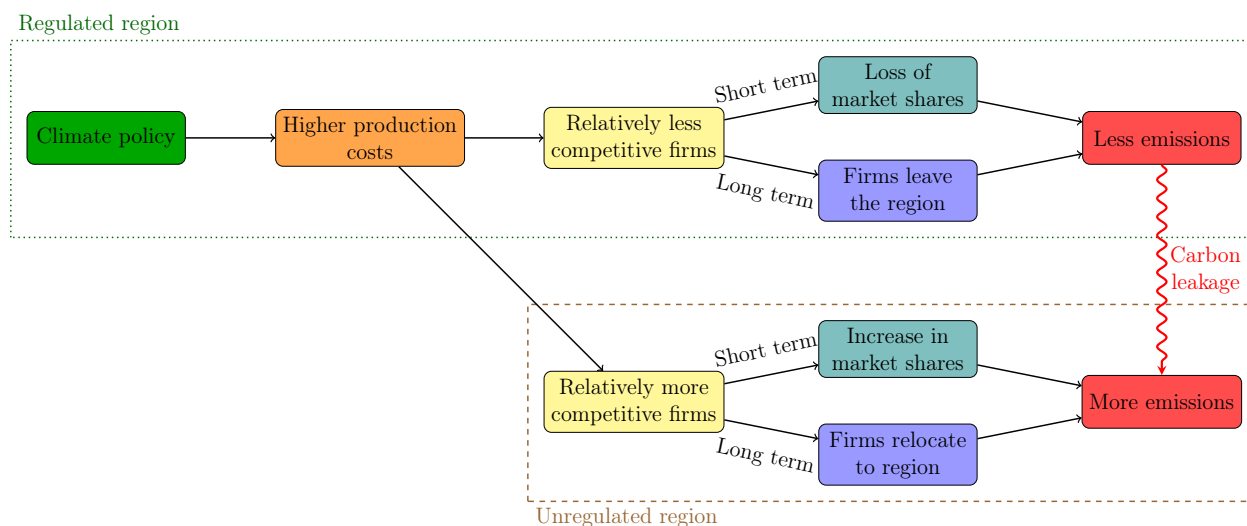 Regulated region
Climate policy
Higher production
costs
Relatively less
competitive firms
Short term
Long term
Loss of
market shares
Firms leave
the region
Less emissions
Carbon
leakage
Relatively more
competitive firms
Short term
Long term
Increase in
market shares
Firms relocate
to region
More emissions
Unregulated region